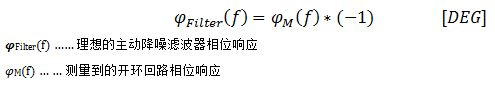 φFilter(f) = φM(f) * (-1) [DEG]
φFilter(f) …… 理想的主动降噪滤波器相位响应
φM(f) … … 测量到的开环回路相位响应